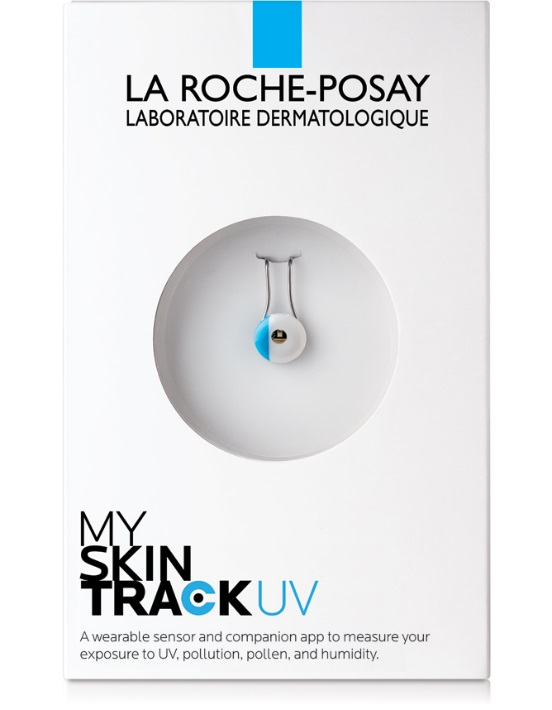 LA ROCHE-POSAY
LABORATOIRE DERMATOLOGIQUE
MY
SKIN
TRACK UV
A wearable sensor and companion app to measure your
exposure to UV, pollution, pollen, and humidity.